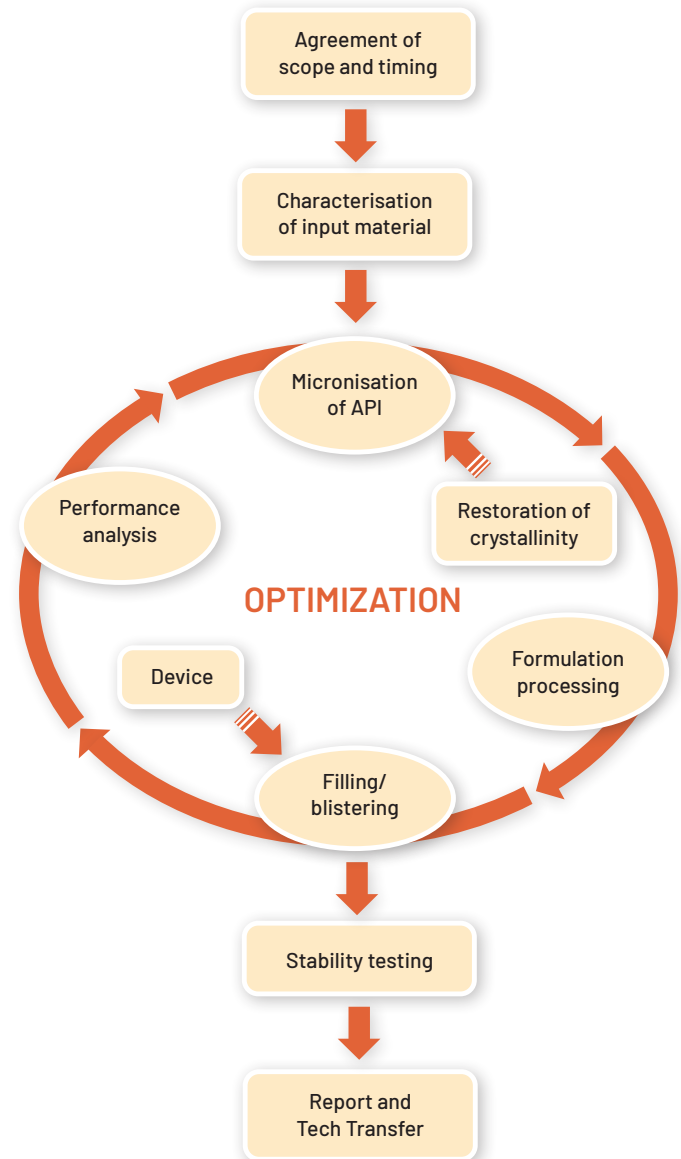 Agreement of
scope and timing
Characterisation
of input material
Micronisation
of API
Performance
analysis
Restoration of
crystallinity
OPTIMIZATION
Device
Formulation
processing
Filling/
blistering
Stability testing
Report and
Tech Transfer